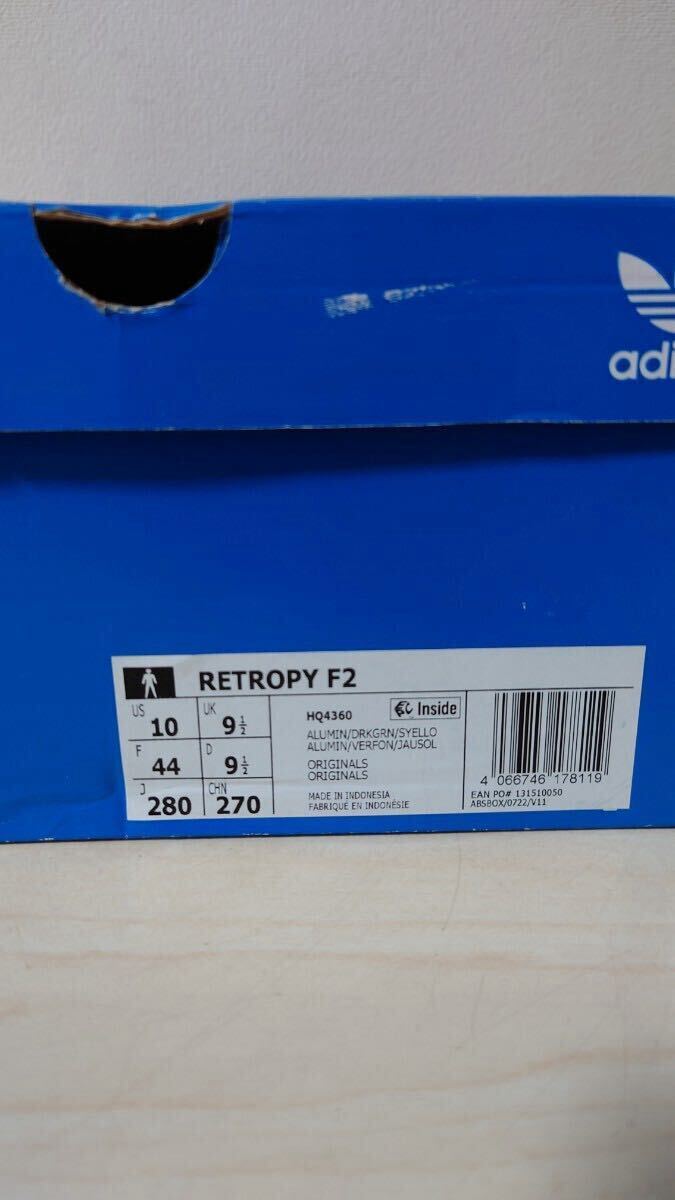 RETROPY F2
US 10 UK 9½
F 44 D 9½
J 280 CHN 270
HQ4360
Inside
ALUMIN/DRKGRN/SYELLO
ALUMIN/VERFON/JAUSOL
ORIGINALS
ORIGINALS
MADE IN INDONESIA
FABRIQUÉ EN INDONÉSIE
4 066746 178119
EAN PO# 131510050
ABSBOX/0722/V11